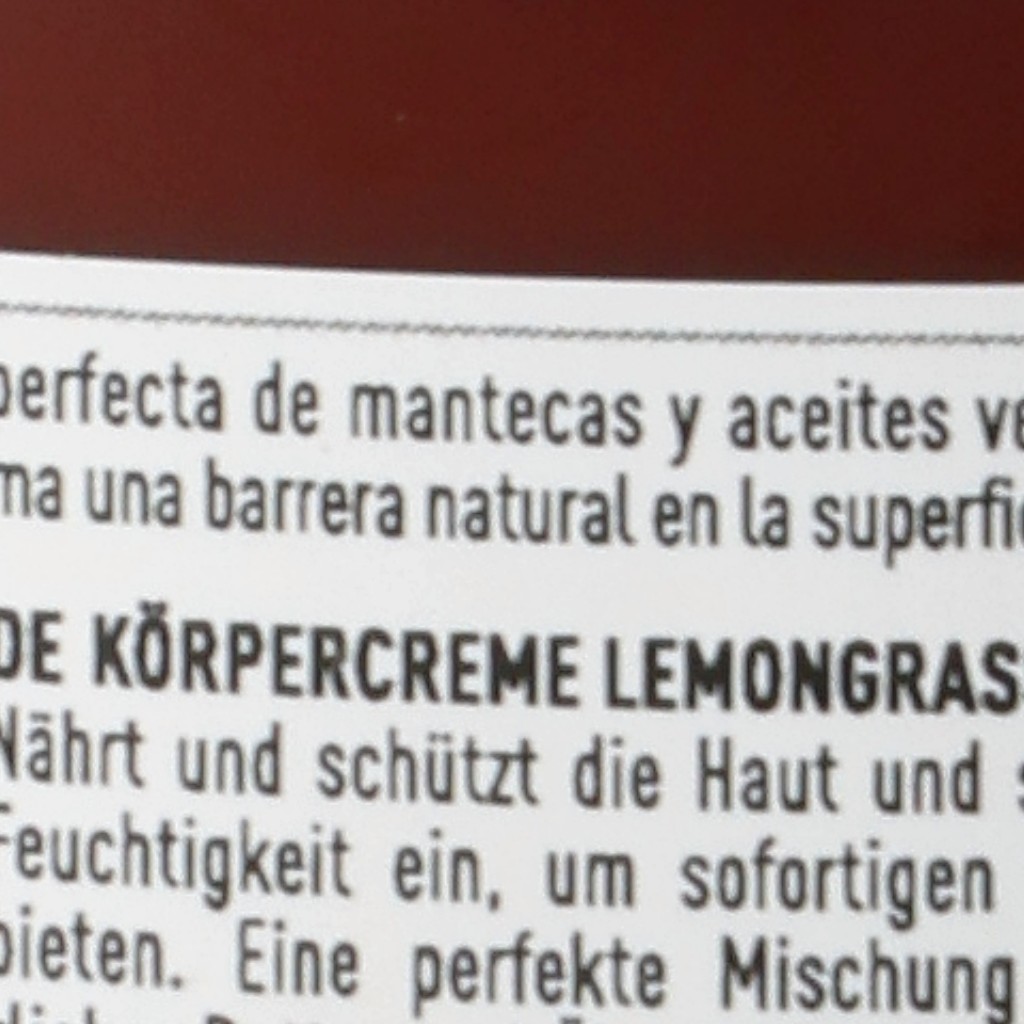 perfecta de mantecas y aceites ve
ma una barrera natural en la superfi
DE KÖRPERCREME LEMONGRAS
Nährt und schützt die Haut und s
Feuchtigkeit ein, um sofortigen
bieten. Eine perfekte Mischung